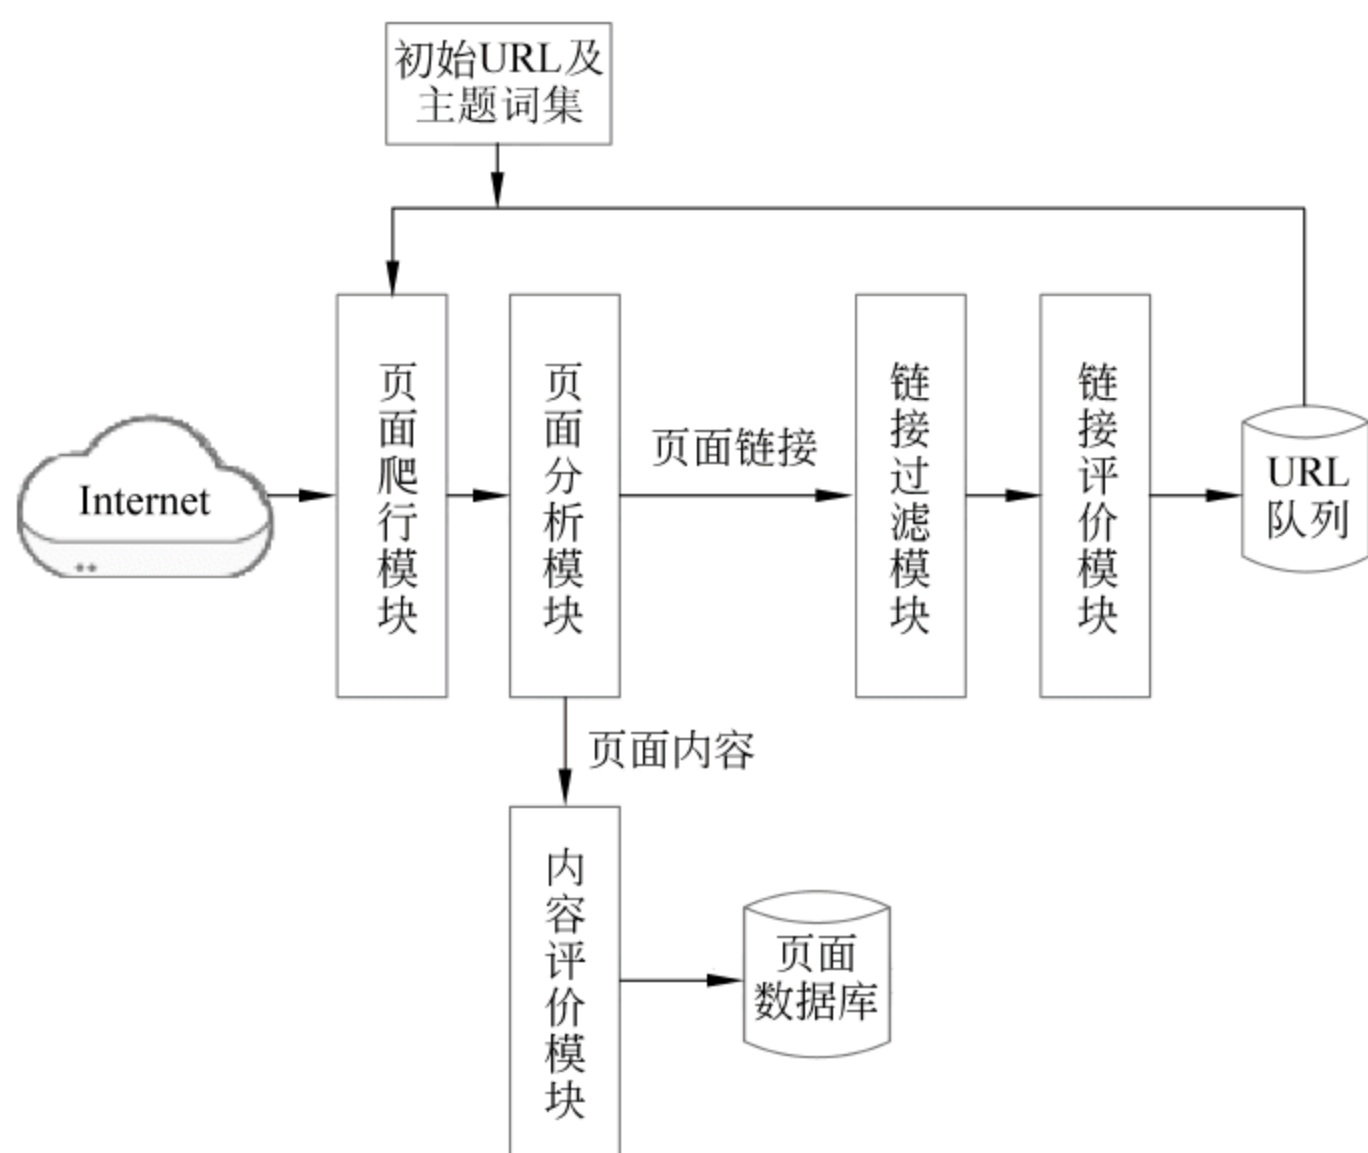 初始URL及
主题词集
Internet
页面爬行模块
页面分析模块
页面链接
链接过滤模块
链接评价模块
URL
队列
页面内容
内容评价模块
页面
数据库